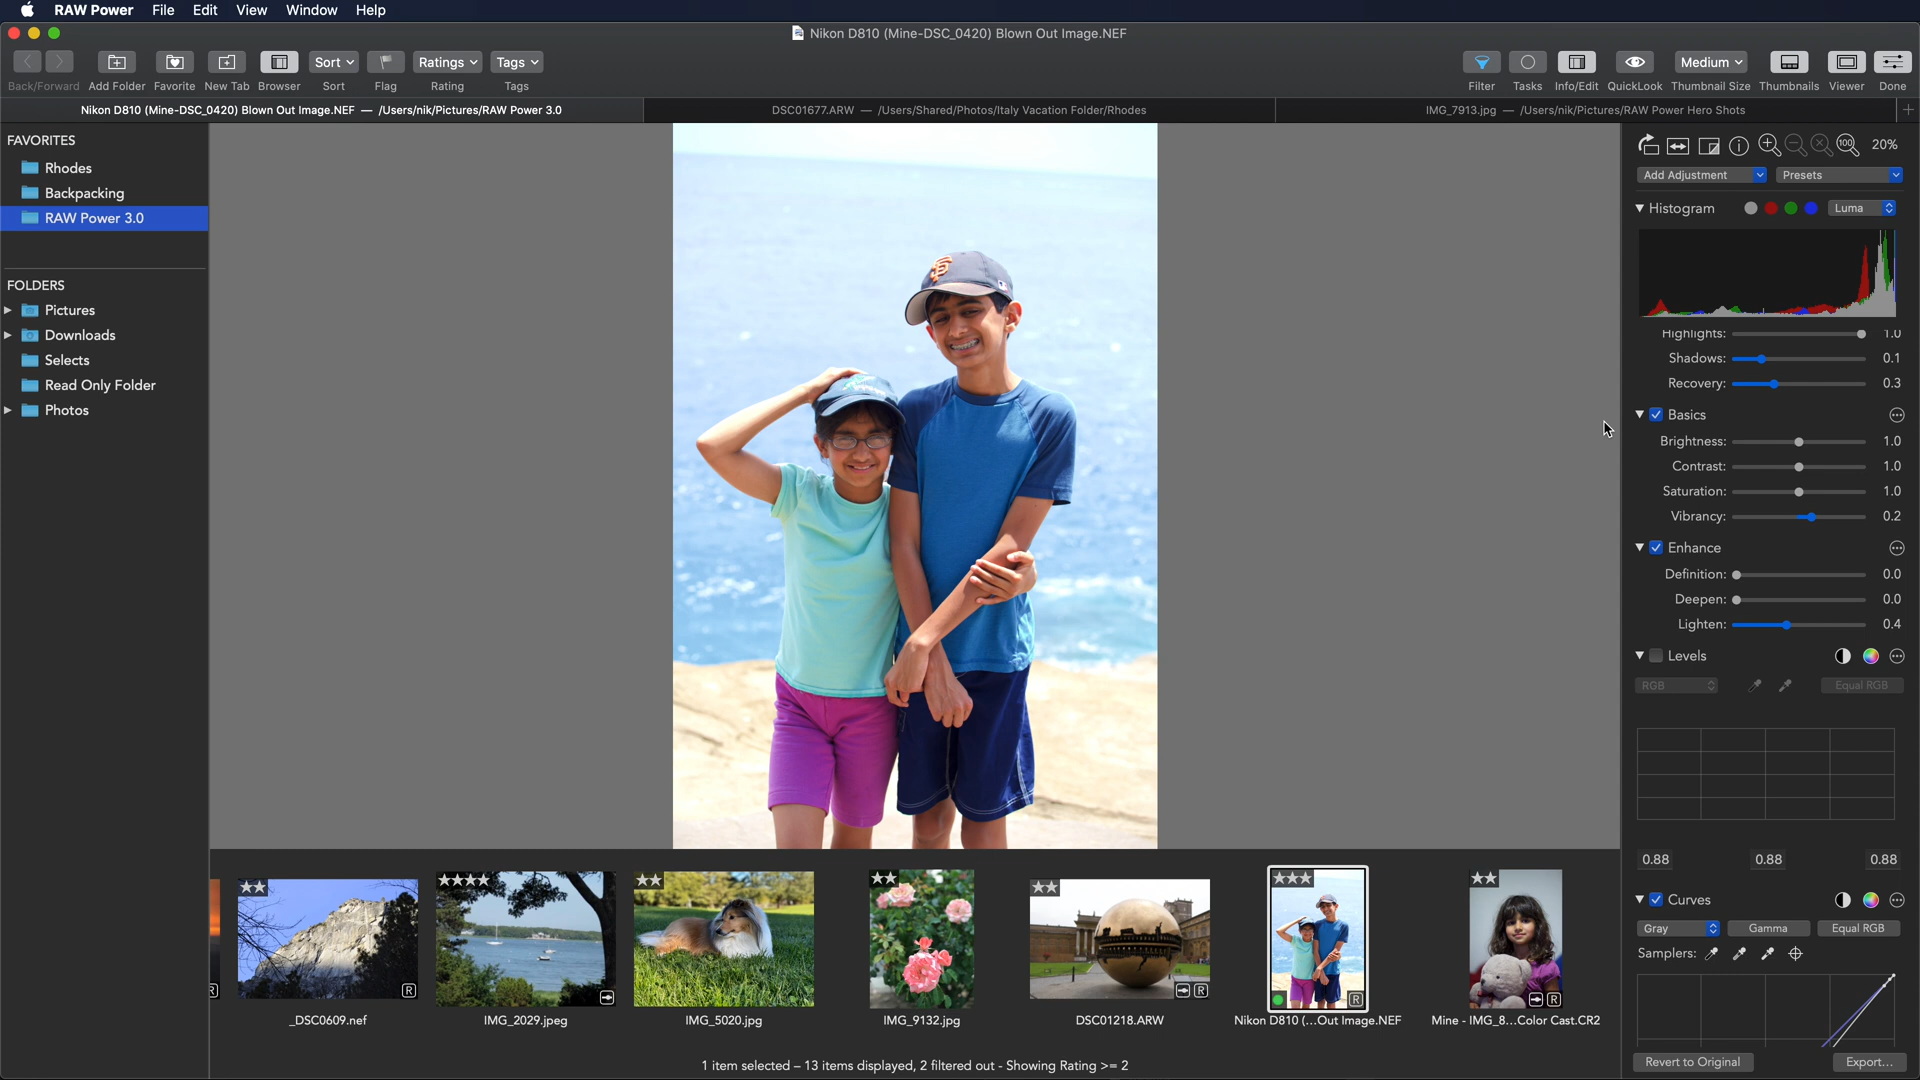 RAW Power File Edit View Window Help
Nikon D810 (Mine-DSC_0420) Blown Out Image.NEF
Sort Ratings Tags Medium
Back/Forward Add Folder Favorite New Tab Browser Sort Flag Rating Tags Filter Tasks Info/Edit QuickLook Thumbnail Size Thumbnails Viewer Done
Nikon D810 (Mine-DSC_0420) Blown Out Image.NEF — /Users/nik/Pictures/RAW Power 3.0
DSC01677.ARW — /Users/Shared/Photos/Italy Vacation Folder/Rhodes
IMG_7913.jpg — /Users/nik/Pictures/RAW Power Hero Shots
FAVORITES
Rhodes
Backpacking
RAW Power 3.0
FOLDERS
Pictures
Downloads
Selects
Read Only Folder
Photos
SF
100 20%
Add Adjustment Presets
Histogram Luma
Highlights: 1.0
Shadows: 0.1
Recovery: 0.3
Basics
Brightness: 1.0
Contrast: 1.0
Saturation: 1.0
Vibrancy: 0.2
Enhance
Definition: 0.0
Deepen: 0.0
Lighten: 0.4
Levels
RGB Equal RGB
0.88 0.88 0.88
Curves
Gray Gamma Equal RGB
Samplers:
Revert to Original Export...
R R R R R
_DSC0609.nef IMG_2029.jpeg IMG_5020.jpg IMG_9132.jpg DSC01218.ARW Nikon D810 (...Out Image.NEF Mine - IMG_8...Color Cast.CR2
1 item selected – 13 items displayed, 2 filtered out - Showing Rating >= 2